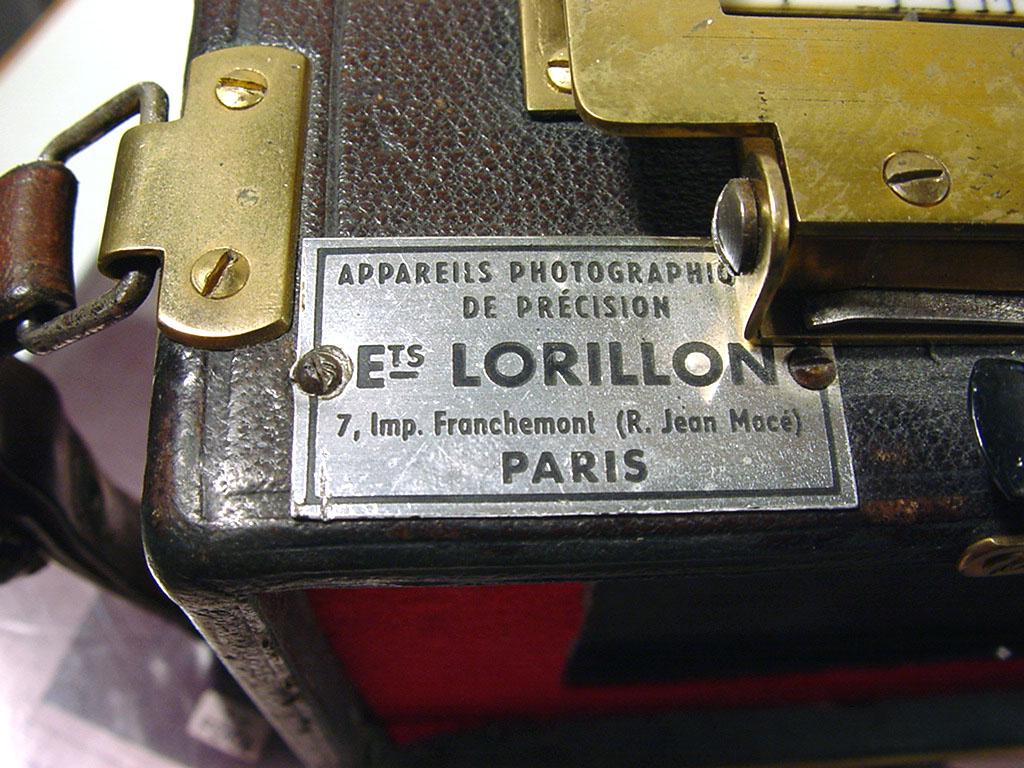 APPAREILS PHOTOGRAPHIQ
DE PRÉCISION
ETS LORILLON
7, Imp. Franchemont (R. Jean Macé)
PARIS